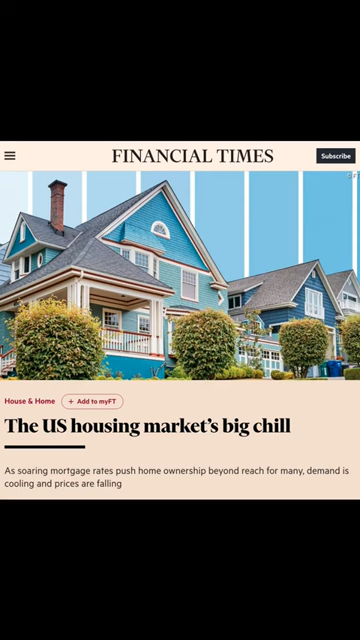 FINANCIAL TIMES
Subscribe
House & Home
+ Add to myFT
The US housing market's big chill
As soaring mortgage rates push home ownership beyond reach for many, demand is
cooling and prices are falling